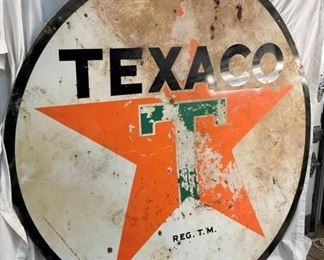 TEXACO
T
REG. T.M.